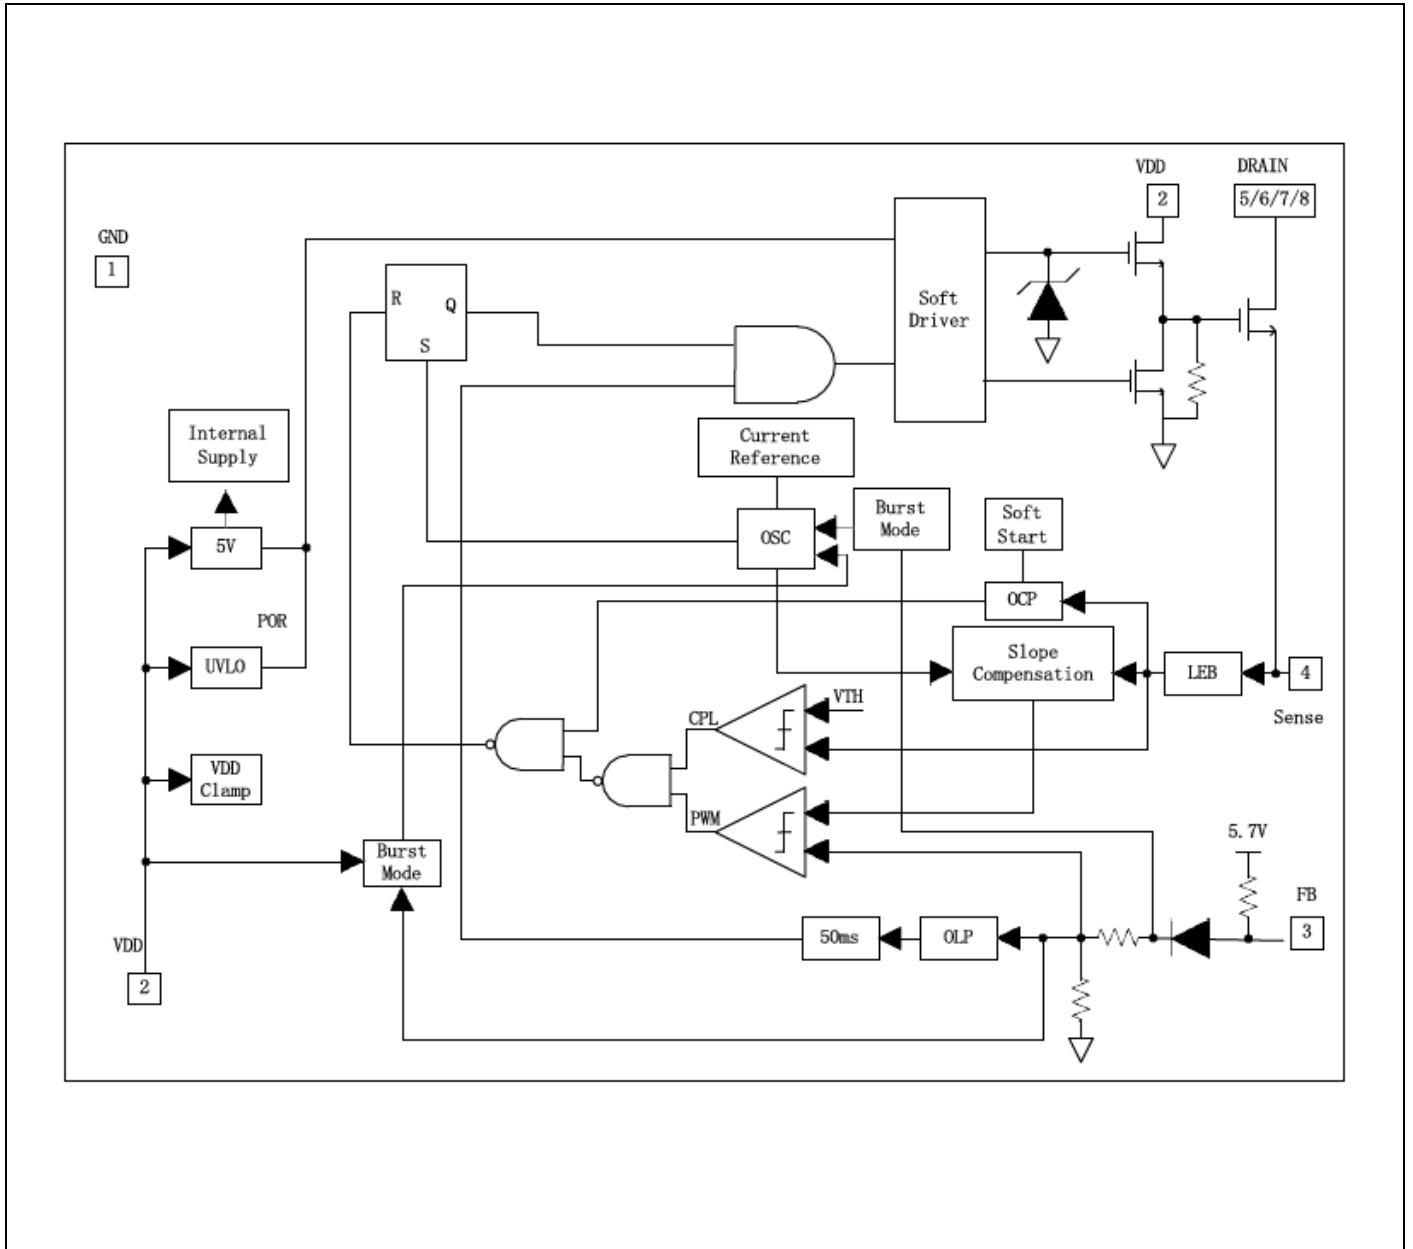 VDD
DRAIN
2
5/6/7/8
GND
1
R
Q
S
Soft
Driver
Internal
Supply
Current
Reference
Burst
Mode
Soft
Start
5V
OSC
OCP
POR
UVLO
Slope
Compensation
LEB
4
Sense
VTH
CPL
VDD
Clamp
PWM
Burst
Mode
5.7V
FB
3
50ms
OLP
VDD
2